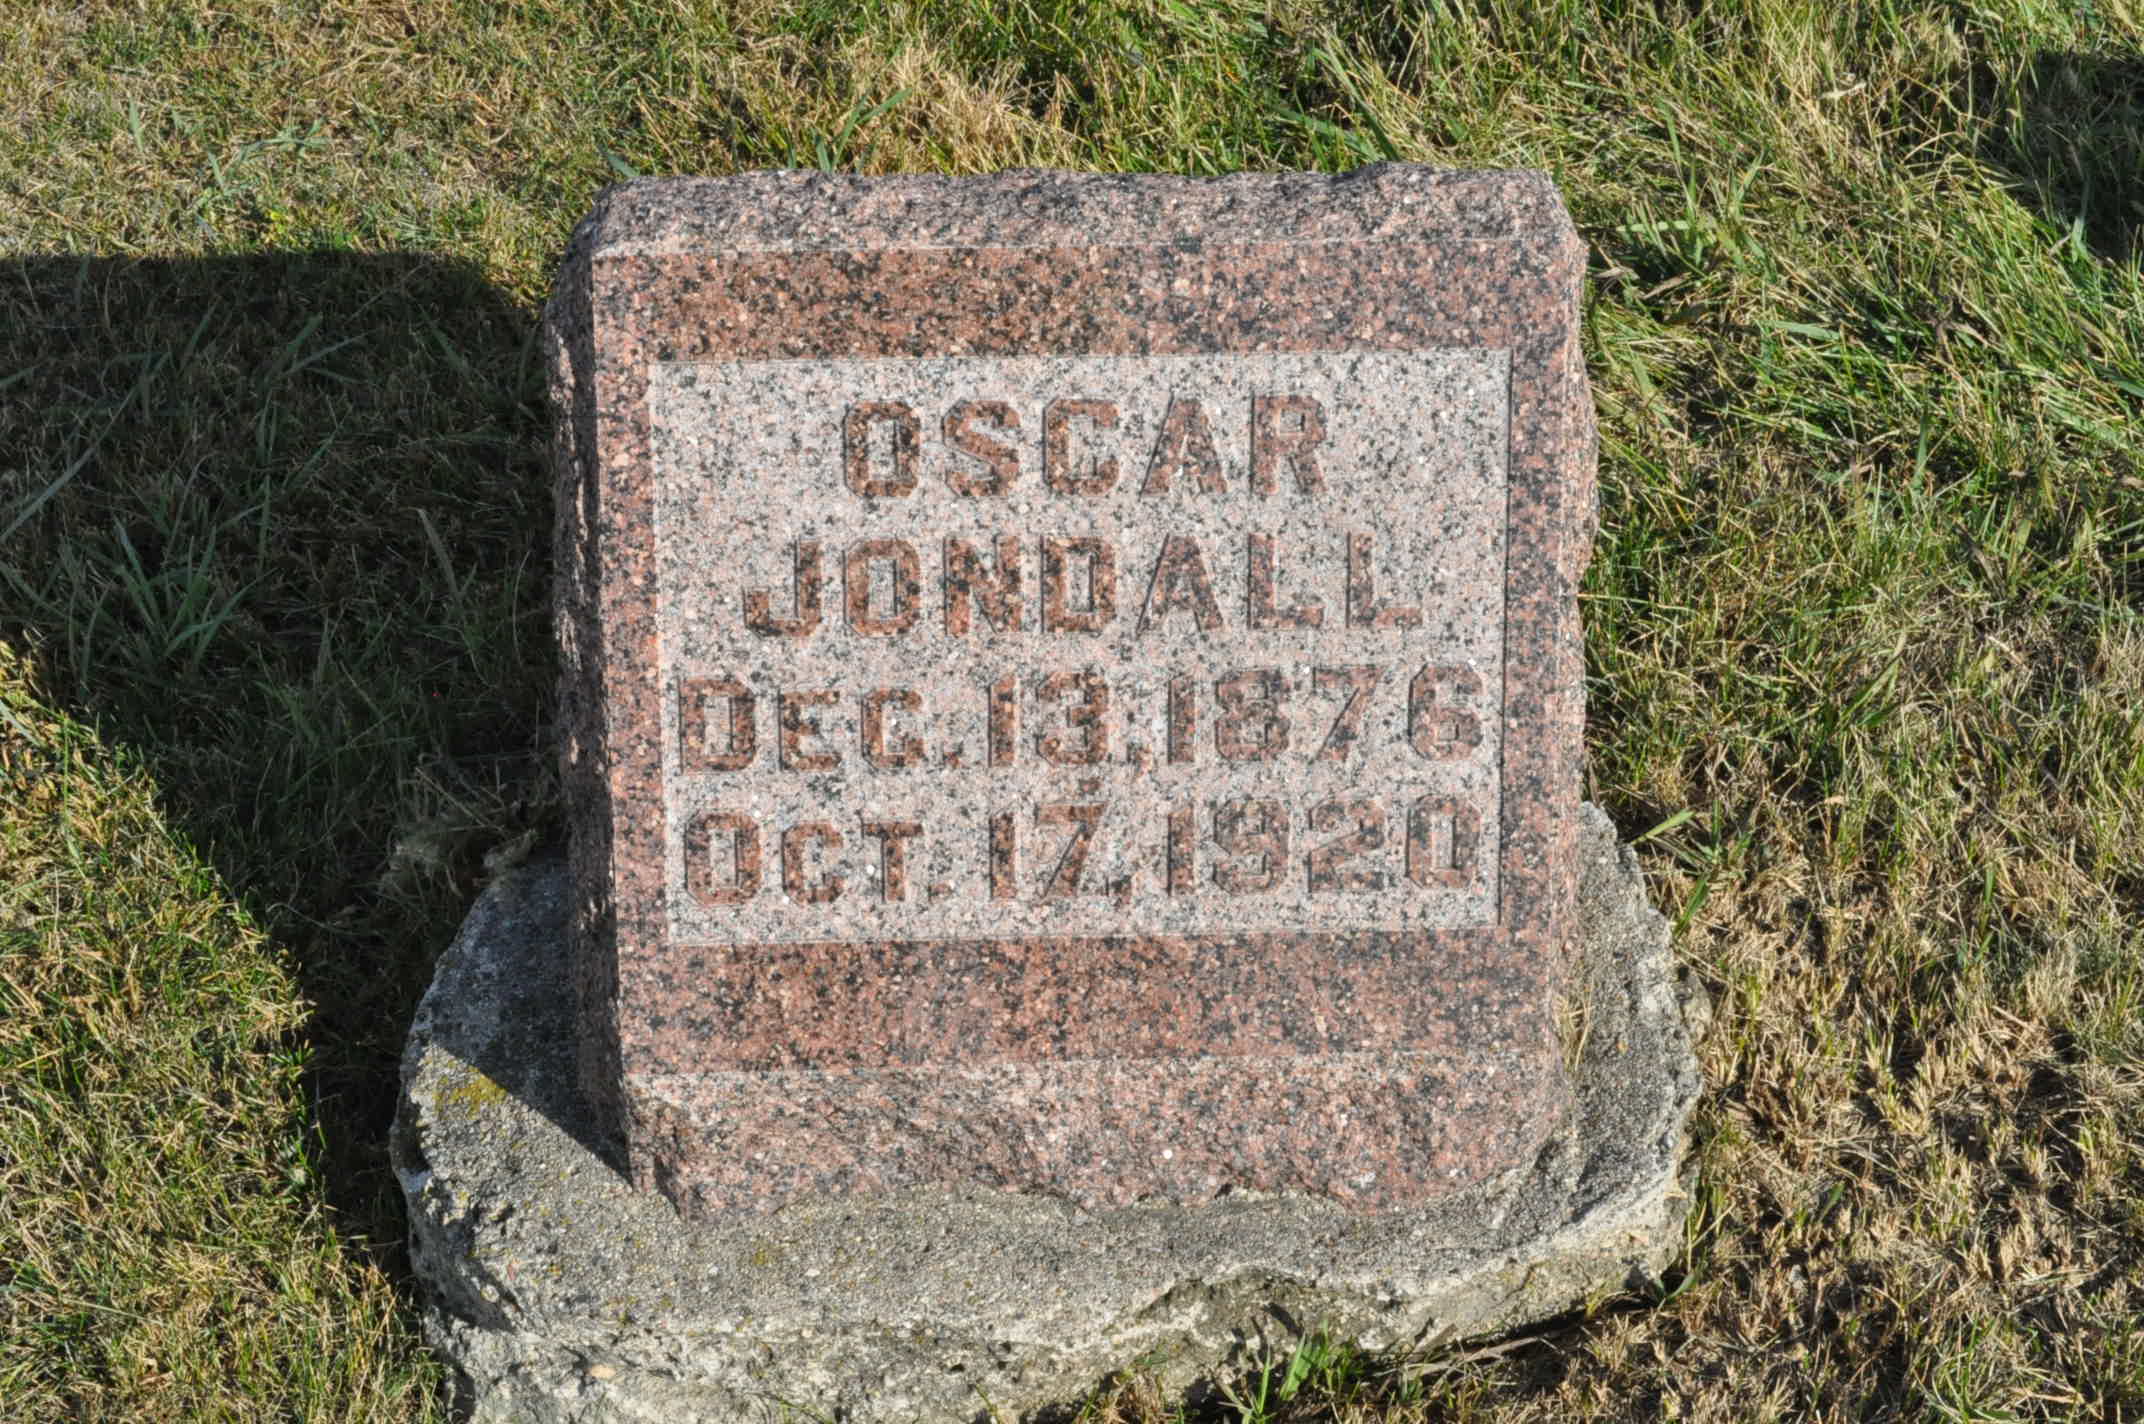 OSCAR
JONDALL
DEC. 13, 1876
-
OCT. 17, 1920